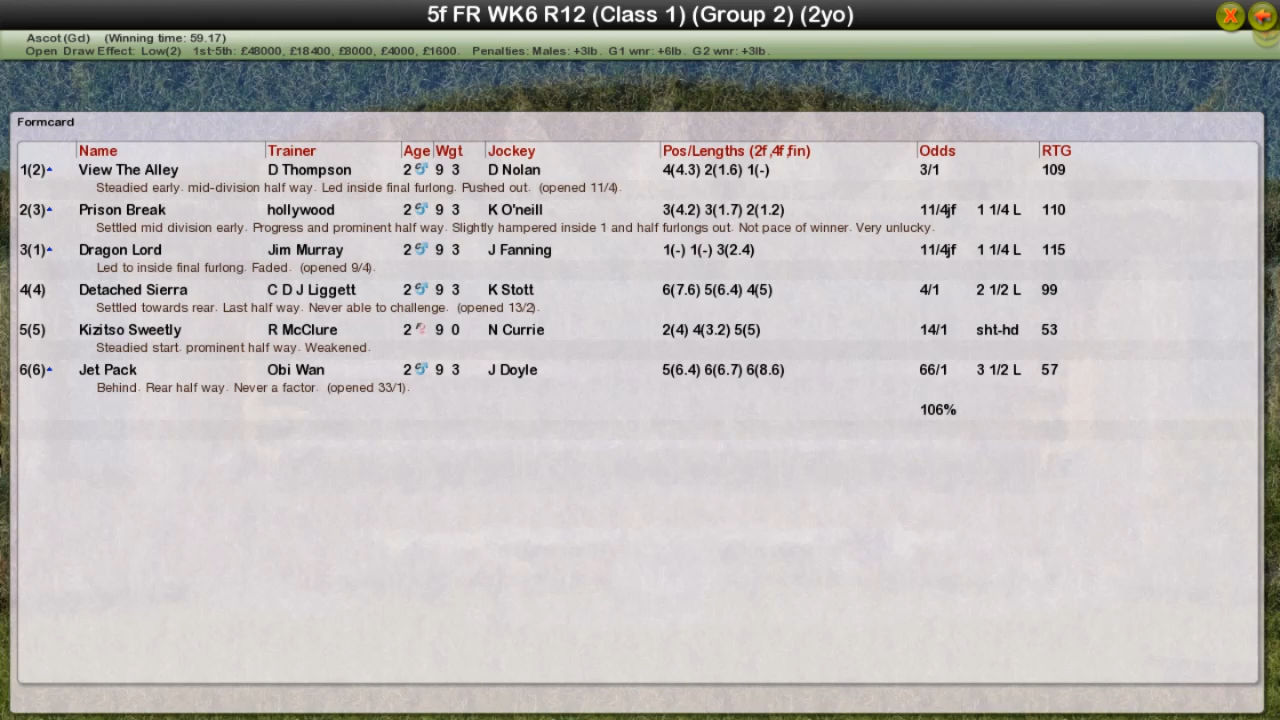 5f FR WK6 R12 (Class 1) (Group 2) (2yo)
Ascot(Gd) (Winning time: 59.17)
Open Draw Effect: Low(2) 1st-5th: £48000, £18400, £8000, £4000, £1600. Penalties: Males: +3lb. G1 wnr: +6lb. G2 wnr: +3lb.
Formcard
Name Trainer Age Wgt Jockey Pos/Lengths (2f,4f,fin) Odds RTG
1(2) View The Alley D Thompson 2 9 3 D Nolan 4(4.3) 2(1.6) 1(-) 3/1 109
Steadied early. mid-division half way. Led inside final furlong. Pushed out. (opened 11/4).
2(3) Prison Break hollywood 2 9 3 K O'neill 3(4.2) 3(1.7) 2(1.2) 11/4jf 1 1/4 L 110
Settled mid division early. Progress and prominent half way. Slightly hampered inside 1 and half furlongs out. Not pace of winner. Very unlucky.
3(1) Dragon Lord Jim Murray 2 9 3 J Fanning 1(-) 1(-) 3(2.4) 11/4jf 1 1/4 L 115
Led to inside final furlong. Faded. (opened 9/4).
4(4) Detached Sierra C D J Liggett 2 9 3 K Stott 6(7.6) 5(6.4) 4(5) 4/1 2 1/2 L 99
Settled towards rear. Last half way. Never able to challenge. (opened 13/2).
5(5) Kizitso Sweetly R McClure 2 9 0 N Currie 2(4) 4(3.2) 5(5) 14/1 sht-hd 53
Steadied start. prominent half way. Weakened.
6(6) Jet Pack Obi Wan 2 9 3 J Doyle 5(6.4) 6(6.7) 6(8.6) 66/1 3 1/2 L 57
Behind. Rear half way. Never a factor. (opened 33/1).
106%